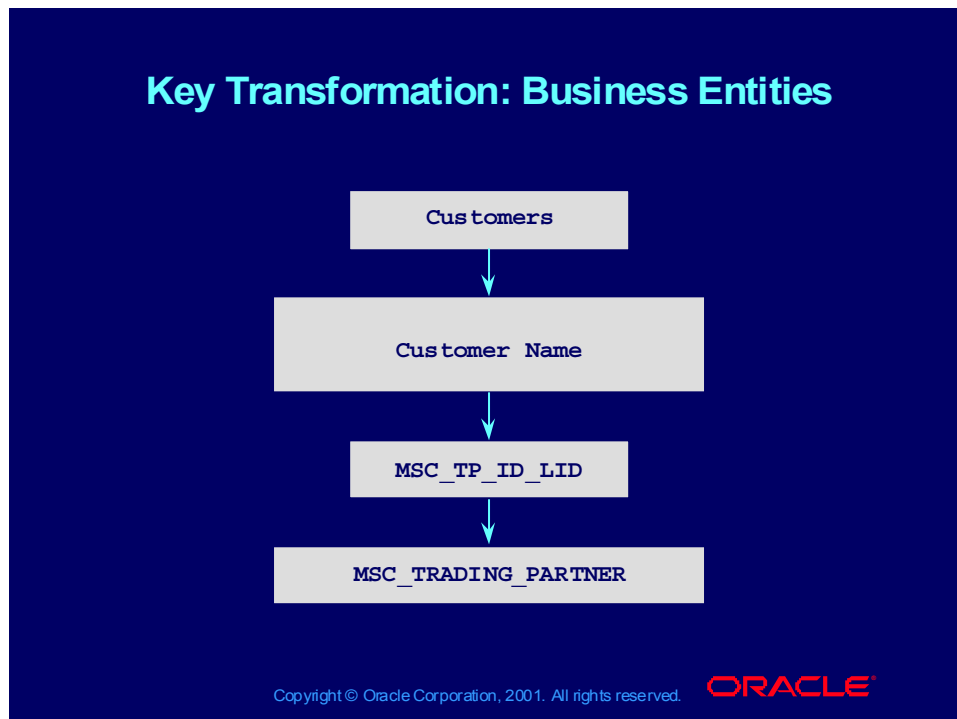 Key Transformation: Business Entities
Customers
Customer Name
MSC_TP_ID_LID
MSC_TRADING_PARTNER
Copyright © Oracle Corporation, 2001. All rights reserved.
ORACLE®